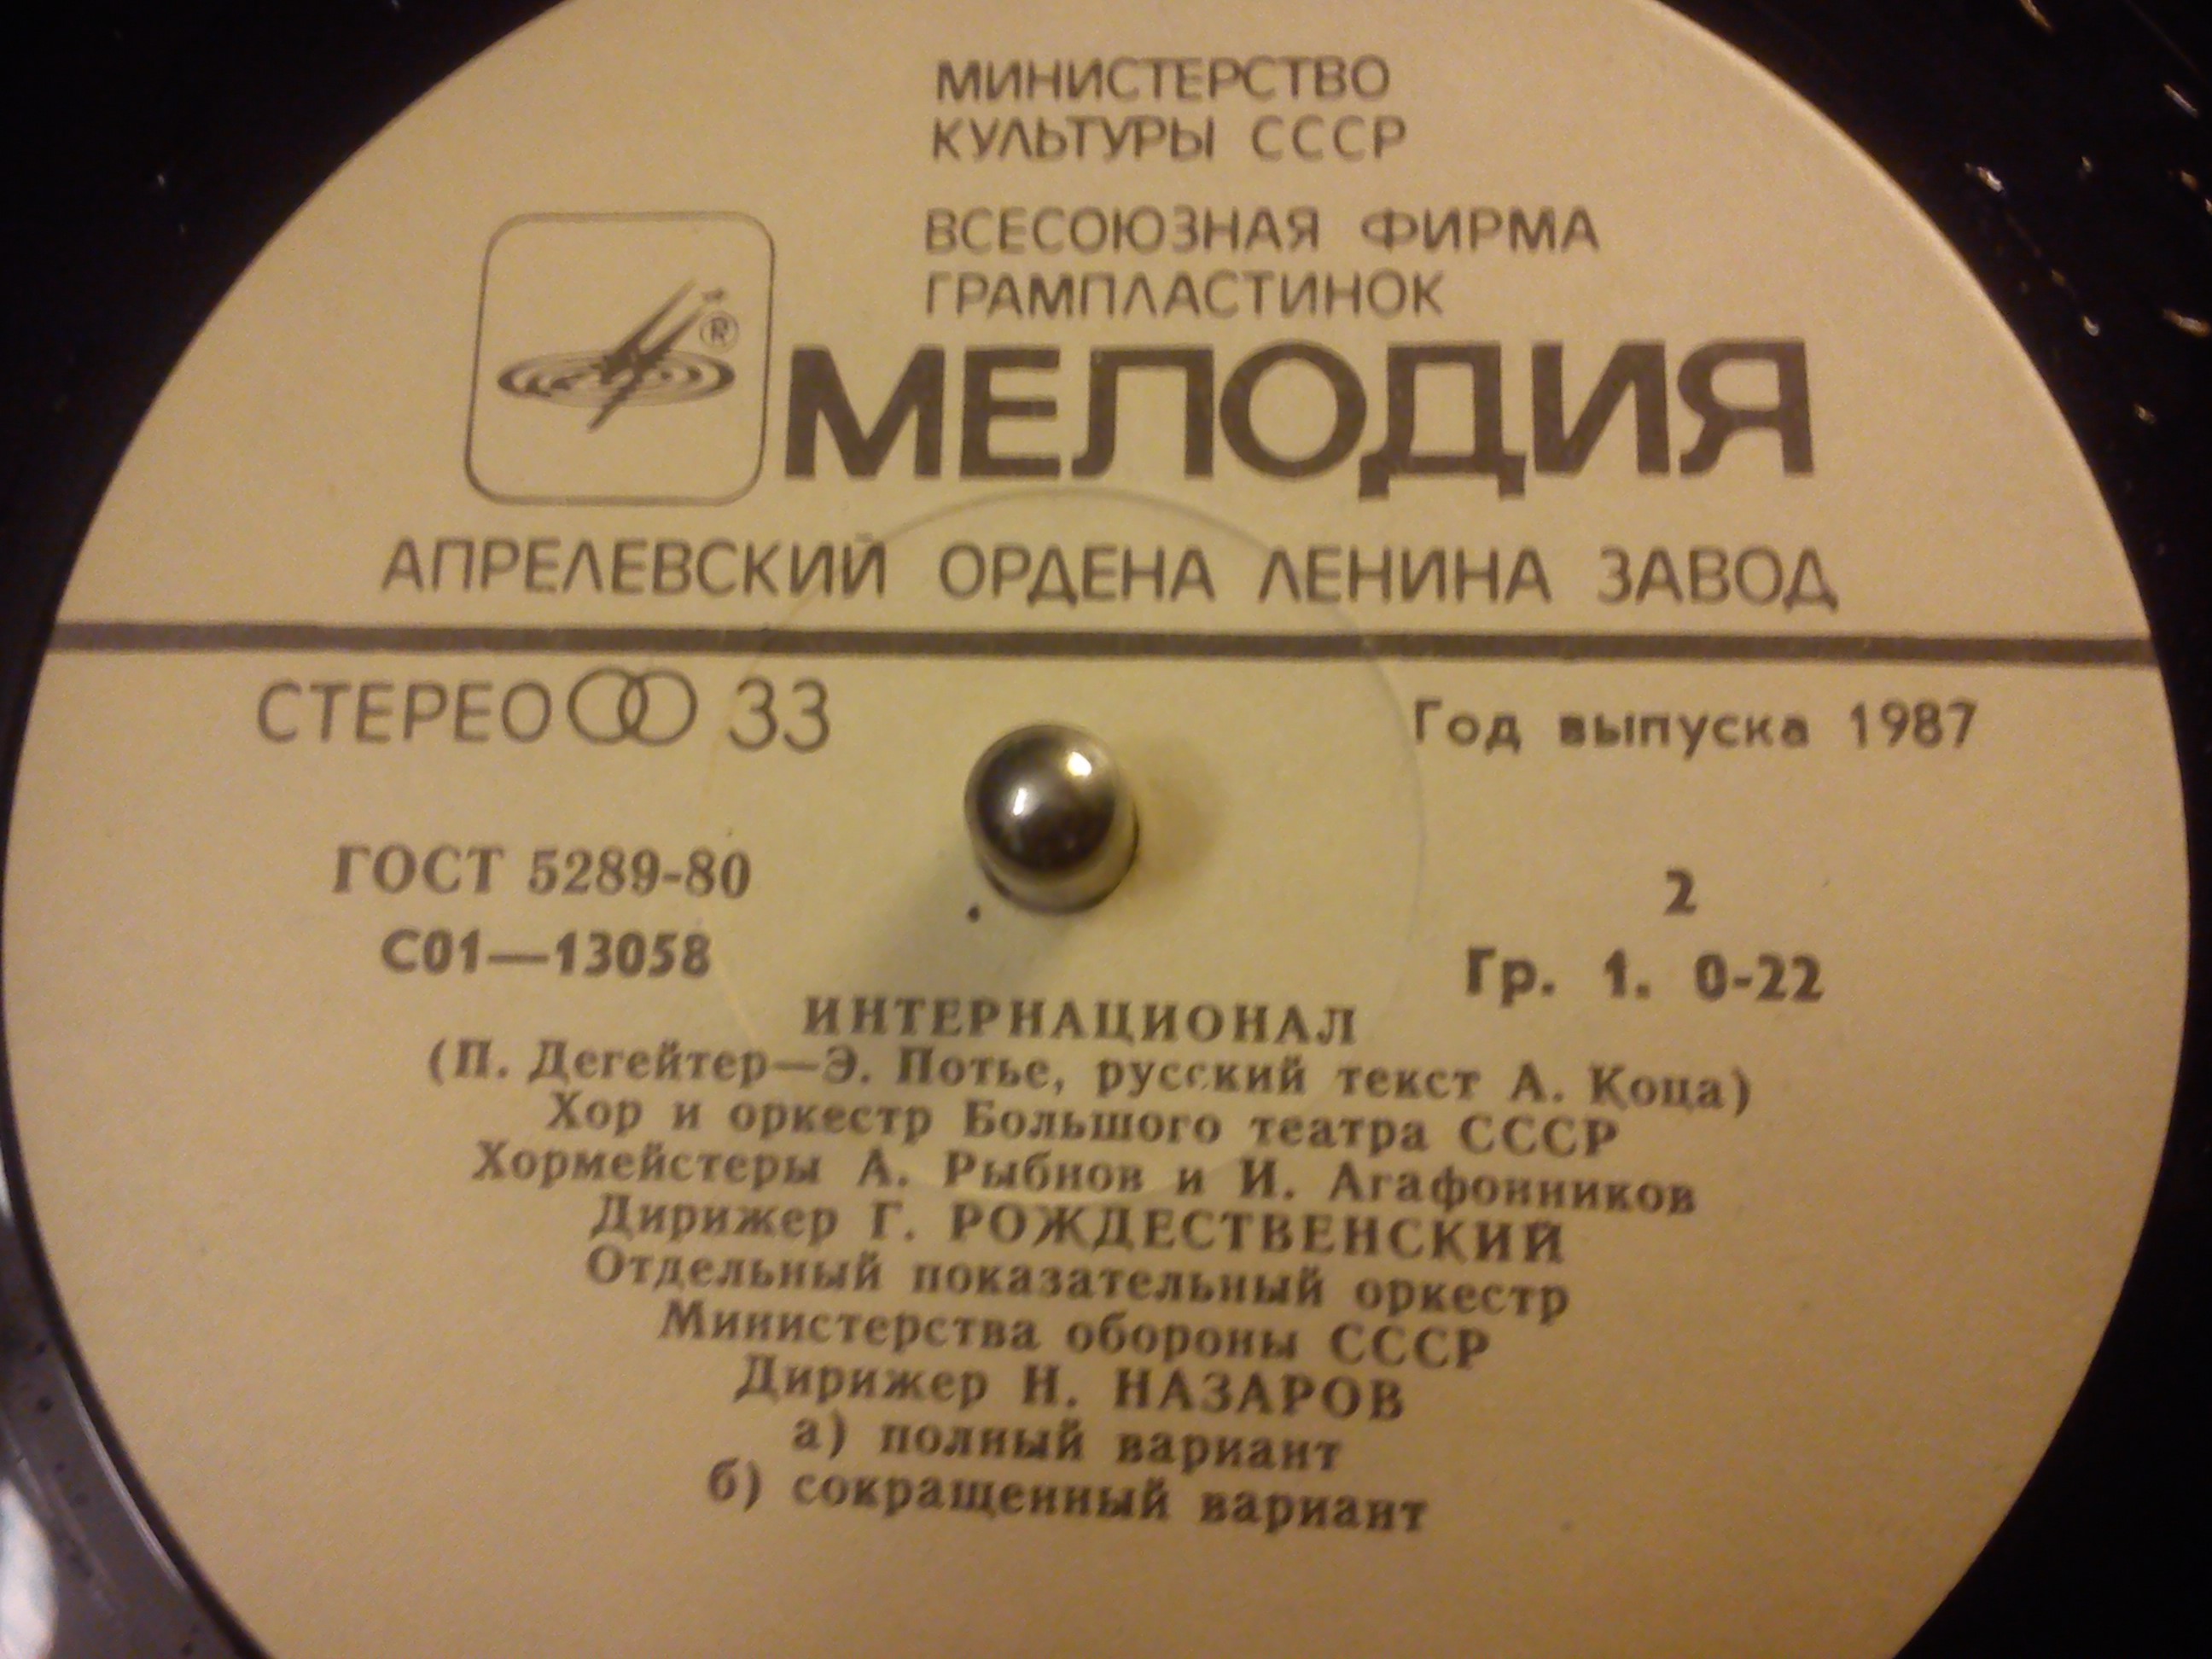 МИНИСТЕРСТВО
КУЛЬТУРЫ СССР
ВСЕСОЮЗНАЯ ФИРМА
ГРАМПЛАСТИНОК
®
МЕЛОДИЯ
АПРЕЛЕВСКИЙ ОРДЕНА ЛЕНИНА ЗАВОД
СТЕРЕО 33
Год выпуска 1987
ГОСТ 5289-80
2
С01—13058
Гр. 1. 0-22
ИНТЕРНАЦИОНАЛ
(П. Дегейтер—Э. Потье, русский текст А. Коца)
Хор и оркестр Большого театра СССР
Хормейстеры А. Рыбнов и И. Агафонников
Дирижер Г. РОЖДЕСТВЕНСКИЙ
Отдельный показательный оркестр
Министерства обороны СССР
Дирижер Н. НАЗАРОВ
а) полный вариант
б) сокращенный вариант